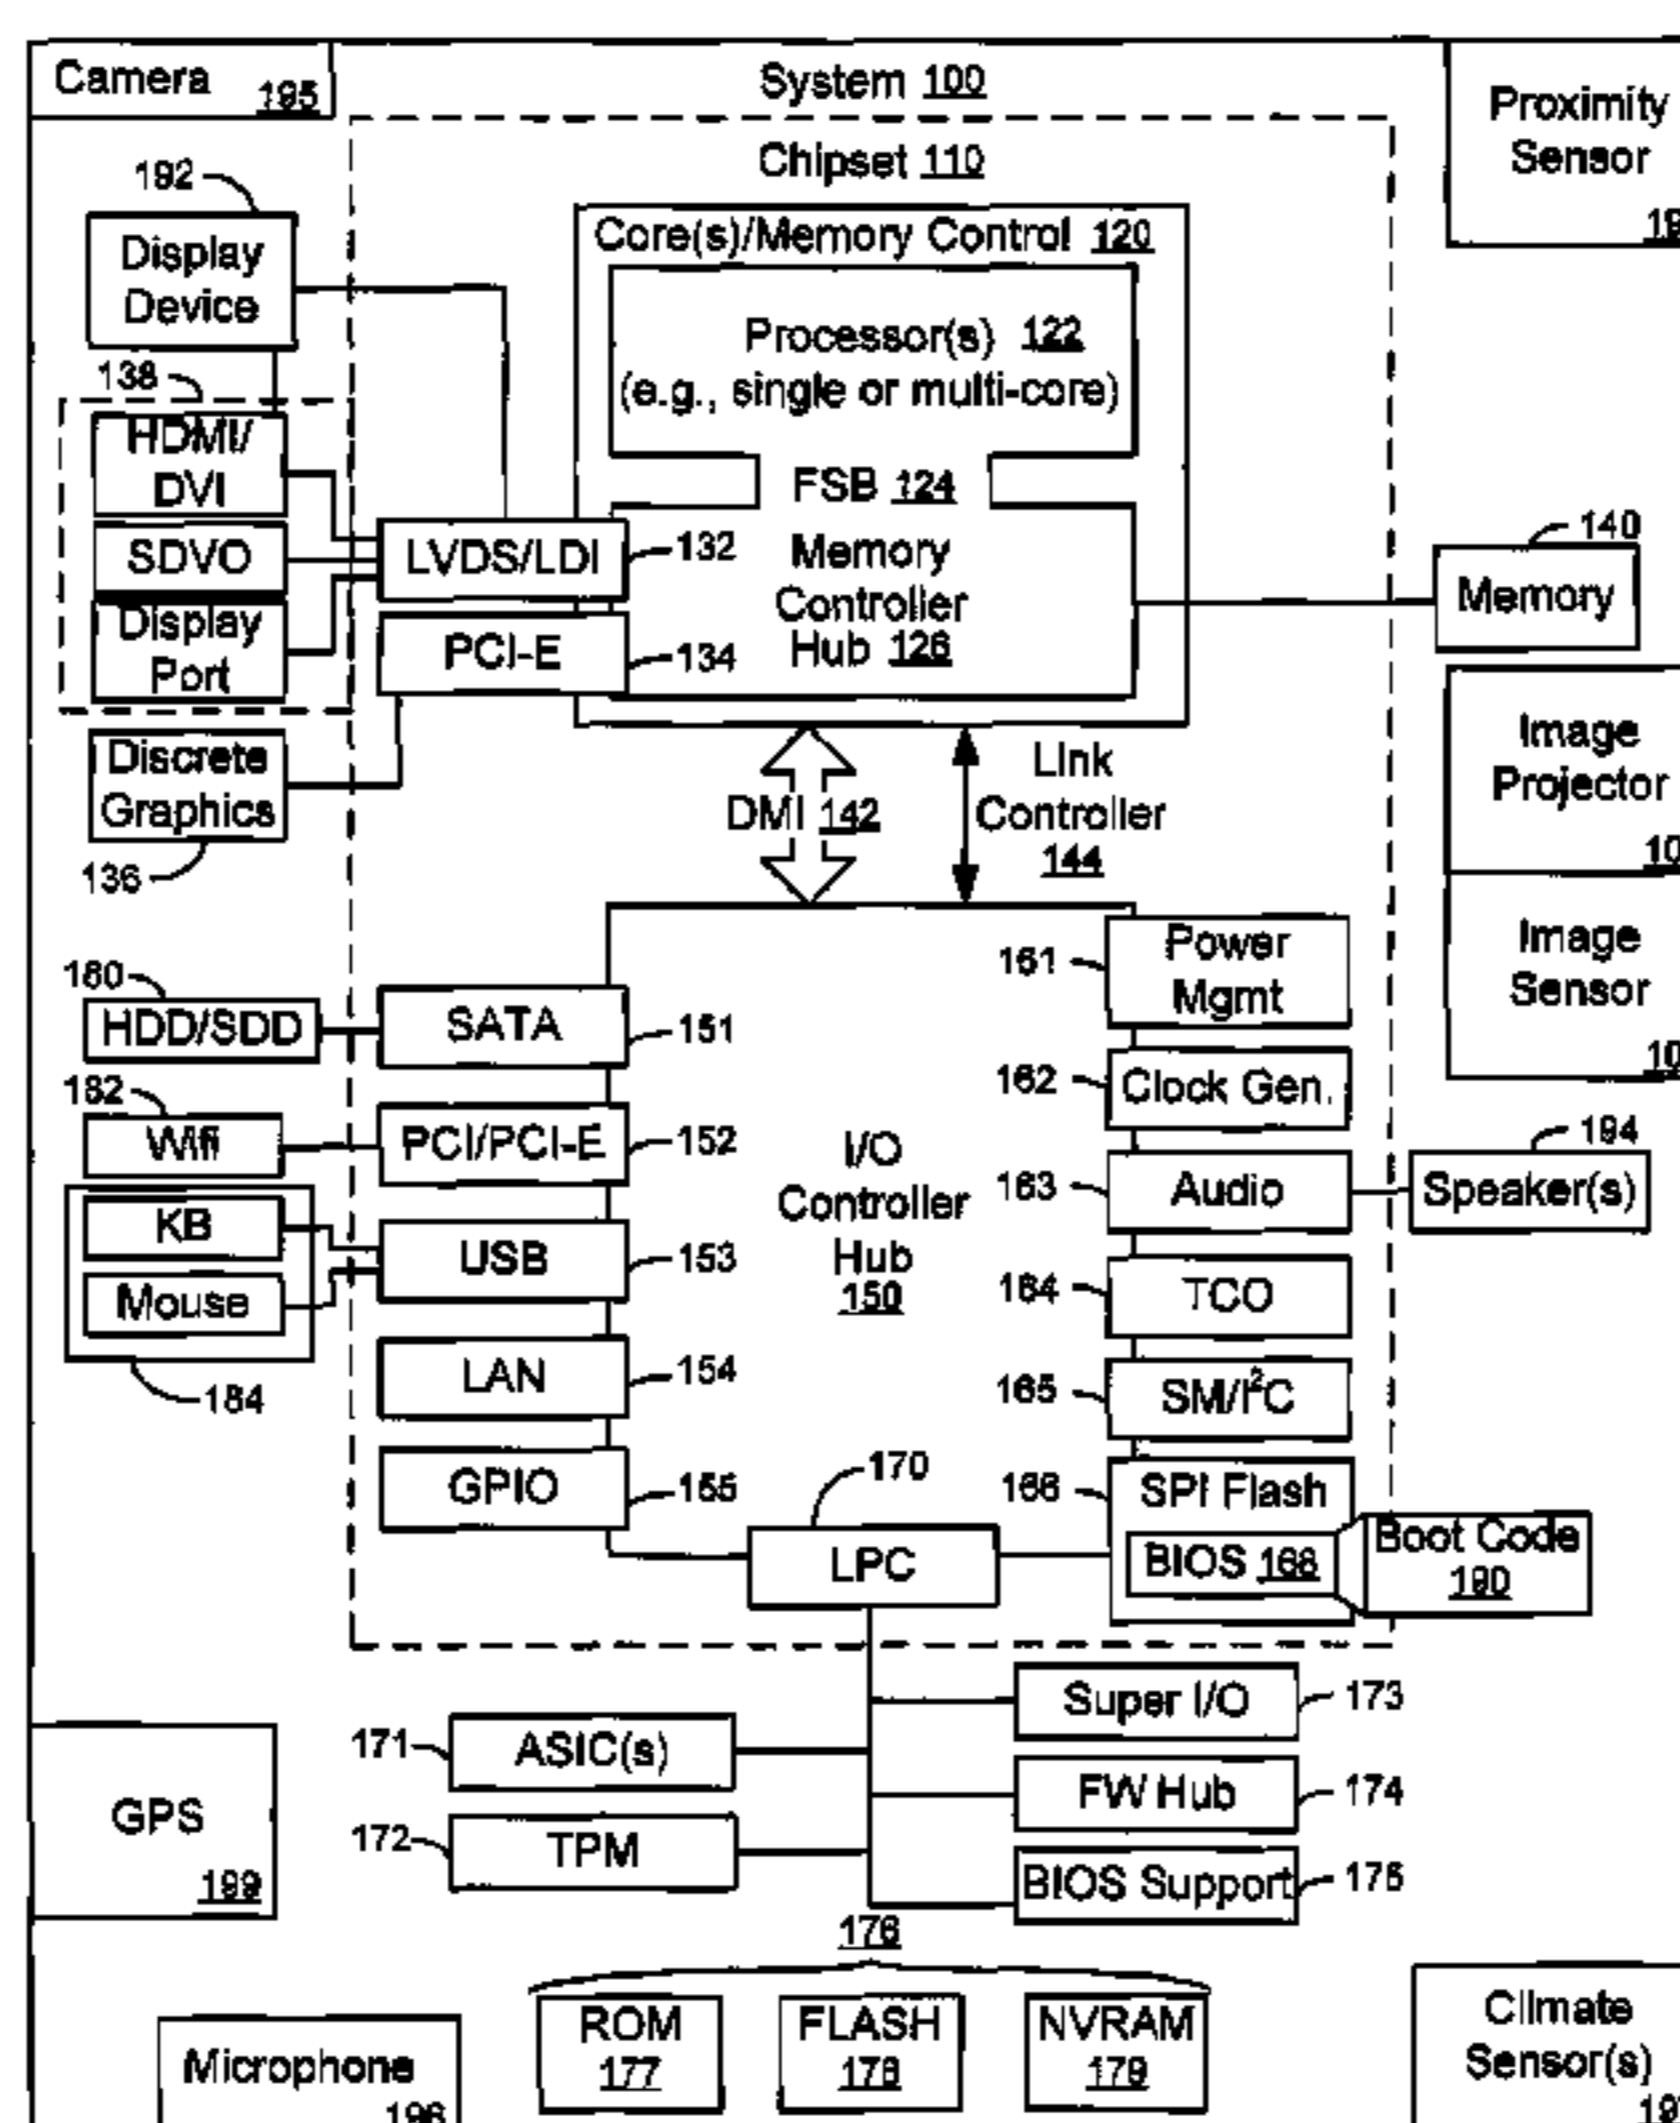 Camera
195
System 100
Proximity
Sensor
Chipset 110
192
Display
Device
Core(s)/Memory Control 120
Processor(s) 122
(e.g., single or multi-core)
138
HDMI/
DVI
SDVO
Display
Port
FSB 124
LVDS/LDI
132
PCI-E
134
Memory
Controller
Hub 126
140
Memory
Discrete
Graphics
136
DMI 142
Link
Controller
144
Image
Projector
Image
Sensor
180
HDD/SDD
SATA
151
182
Wifi
PCI/PCI-E
152
KB
Mouse
184
USB
153
LAN
154
GPIO
155
I/O
Controller
Hub
150
161
Power
Mgmt
162
Clock Gen.
163
Audio
194
Speaker(s)
164
TCO
165
SM/I²C
166
SPI Flash
BIOS 168
Boot Code
190
170
LPC
171
ASIC(s)
172
TPM
Super I/O
173
FW Hub
174
BIOS Support
175
GPS
199
176
ROM
177
FLASH
178
NVRAM
179
Microphone
196
Climate
Sensor(s)